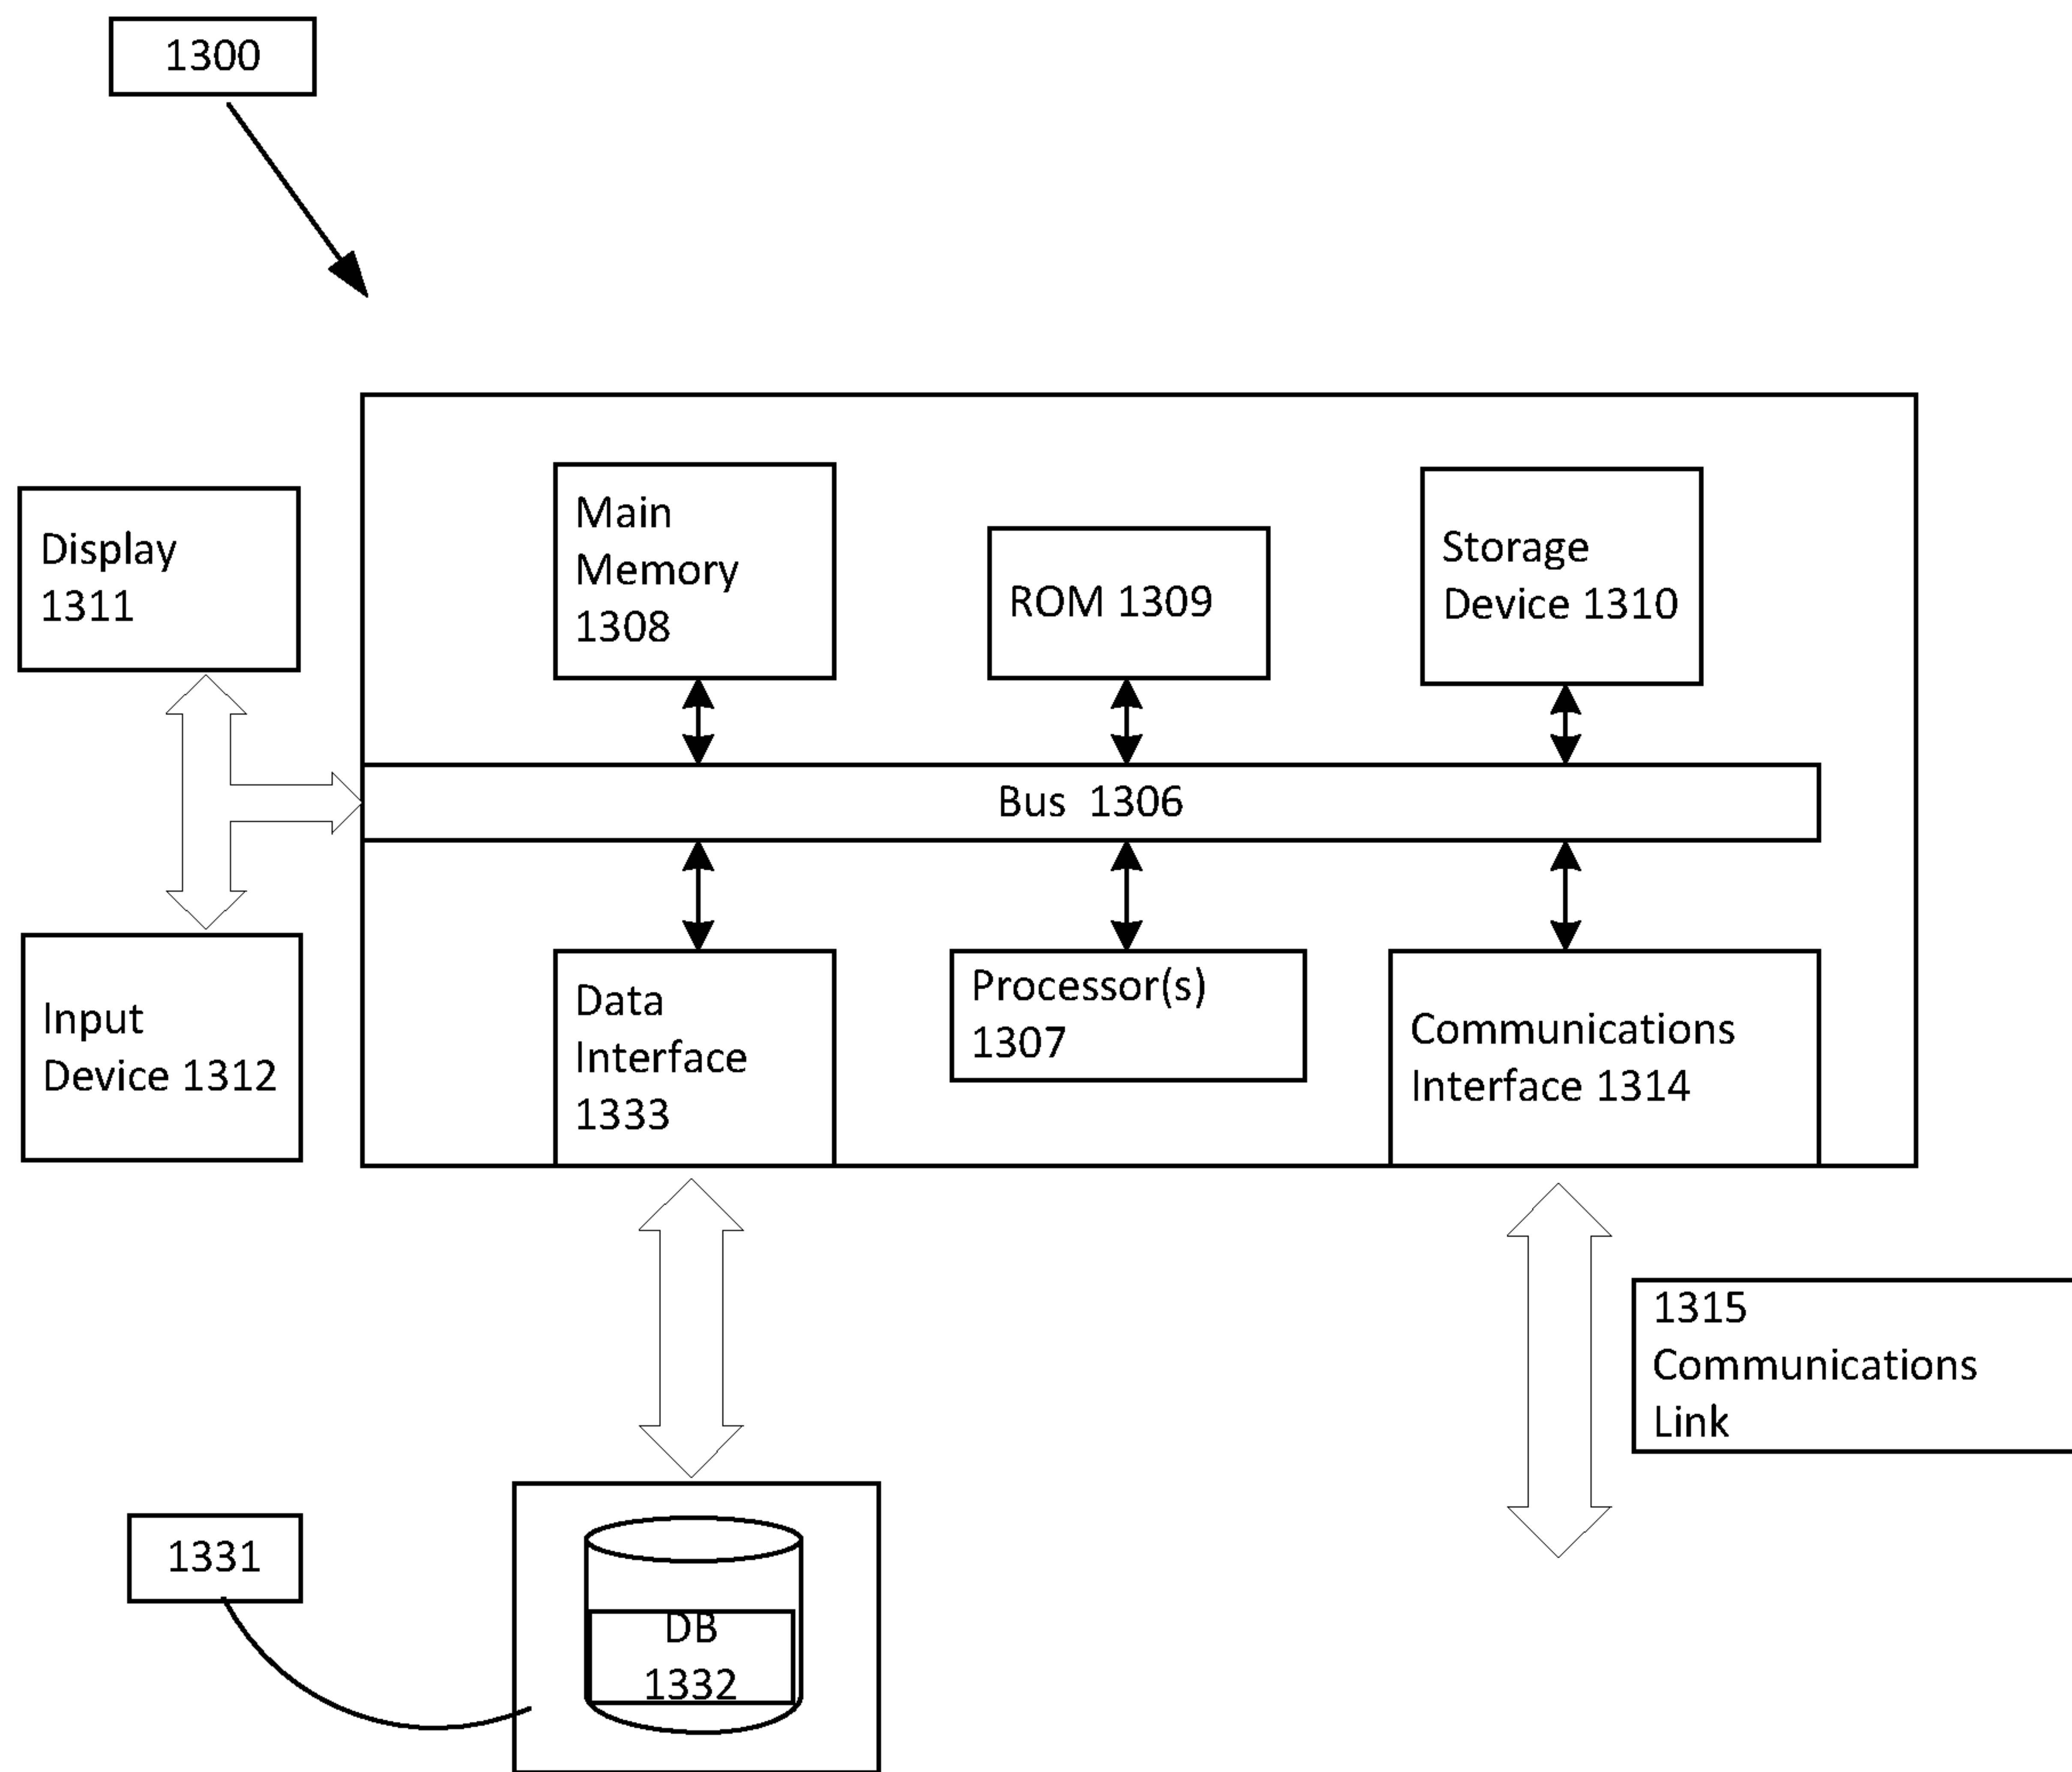 1300
Display
1311
Main
Memory
1308
ROM 1309
Storage
Device 1310
Bus 1306
Input
Device 1312
Data
Interface
1333
Processor(s)
1307
Communications
Interface 1314
1315
Communications
Link
1331
DB
1332